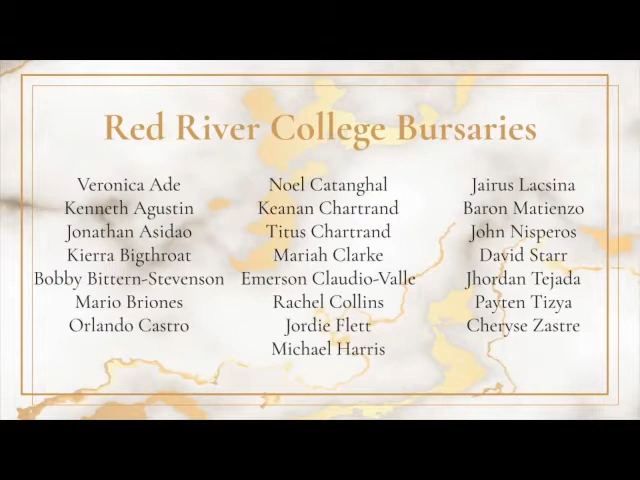 Red River College Bursaries
Veronica Ade
Kenneth Agustin
Jonathan Asidao
Kierra Bigthroat
Bobby Bittern-Stevenson
Mario Briones
Orlando Castro
Noel Catanghal
Keanan Chartrand
Titus Chartrand
Mariah Clarke
Emerson Claudio-Valle
Rachel Collins
Jordie Flett
Michael Harris
Jairus Lacsina
Baron Matienzo
John Nisperos
David Starr
Jhordan Tejada
Payten Tizya
Cheryse Zastre